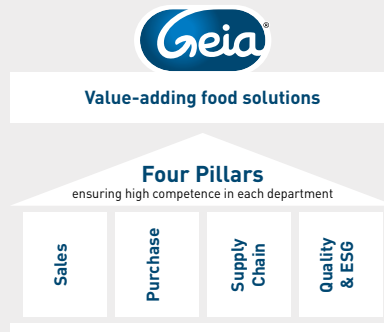 Geia®
Value-adding food solutions
Four Pillars
ensuring high competence in each department
Sales
Purchase
Supply
Chain
Quality
& ESG